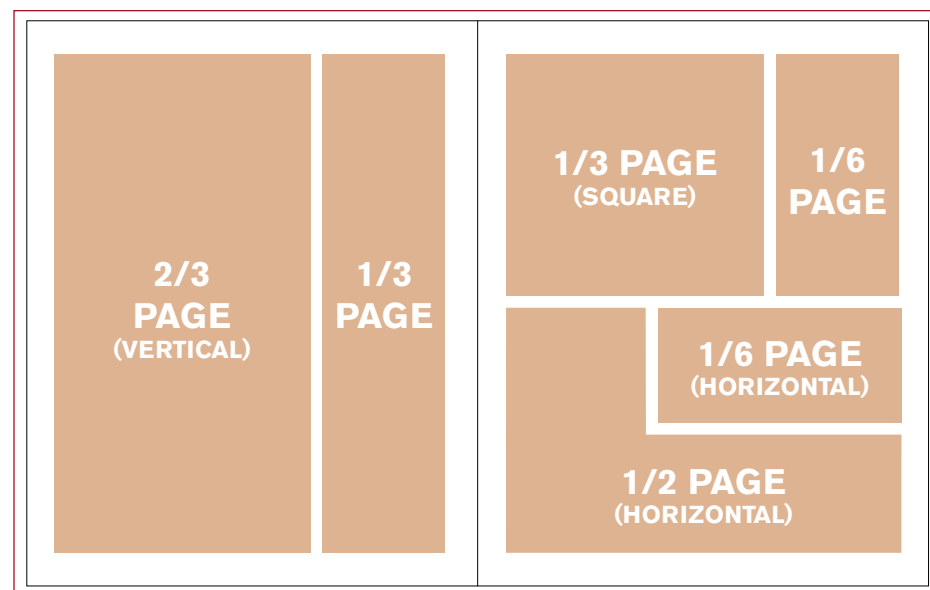 2/3
PAGE
(VERTICAL)
1/3
PAGE
1/3 PAGE
(SQUARE)
1/6
PAGE
1/6 PAGE
(HORIZONTAL)
1/2 PAGE
(HORIZONTAL)